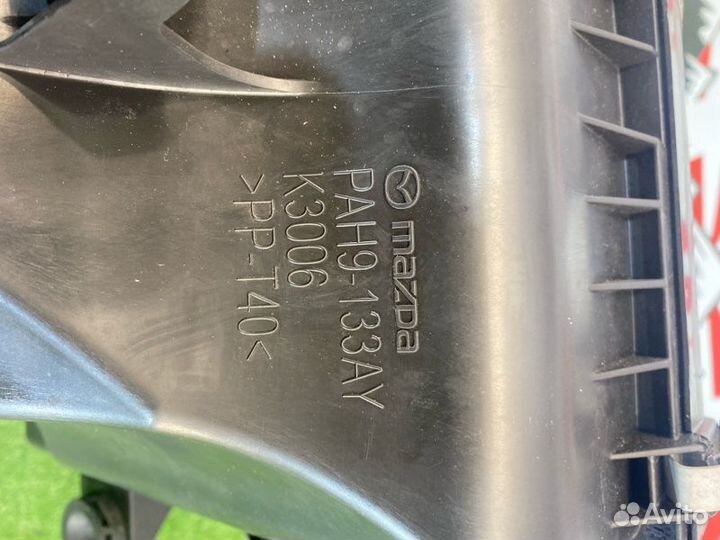 mazda
PAH9-133AY
K3006
>PP-T40<
Avito